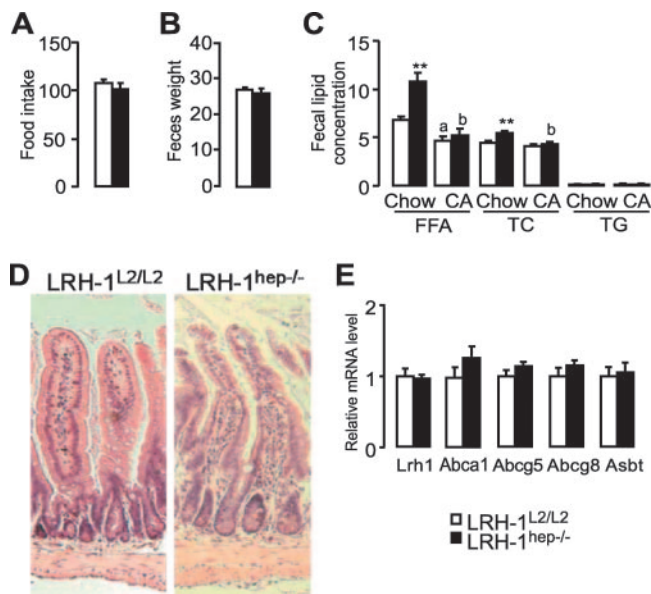 A
Food intake
150
100
50
0
B
Feces weight
40
30
20
10
0
C
Fecal lipid concentration
15
10
5
0
** a b ** b
Chow CA Chow CA Chow CA
FFA TC TG
D
LRH-1L2/L2 LRH-1hep-/-
E
Relative mRNA level
2
1
0
Lrh1 Abca1 Abcg5 Abcg8 Asbt
LRH-1L2/L2
LRH-1hep-/-